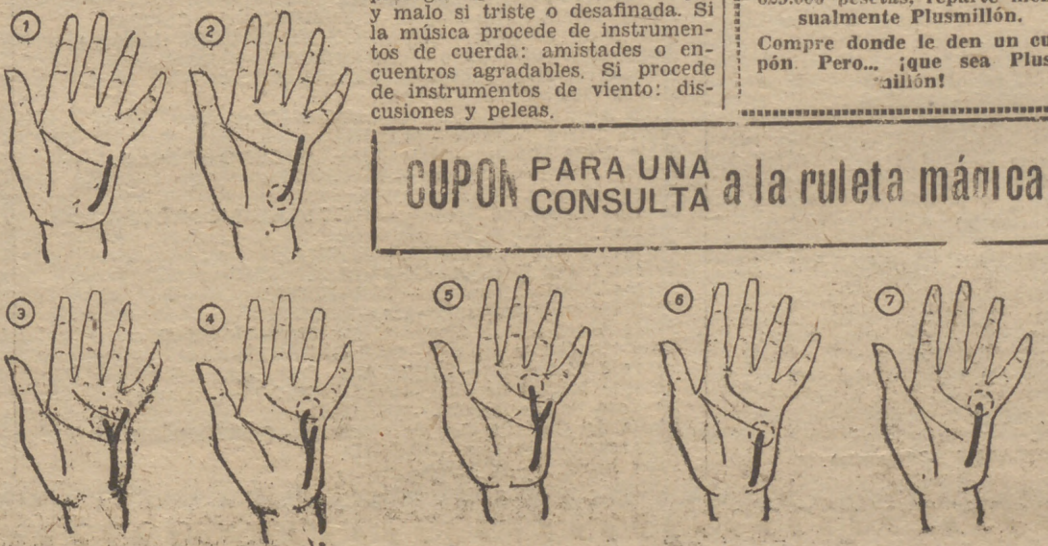 1
2
y malo si triste o desafinada. Si
la música procede de instrumen-
tos de cuerda: amistades o en-
cuentros agradables. Si procede
de instrumentos de viento: dis-
cusiones y peleas.
sualmente Plusmillón.
Compre donde le den un cu
pón. Pero... ¡que sea Plus
CUPON PARA UNA CONSULTA a la ruleta mágica
3
4
5
6
7